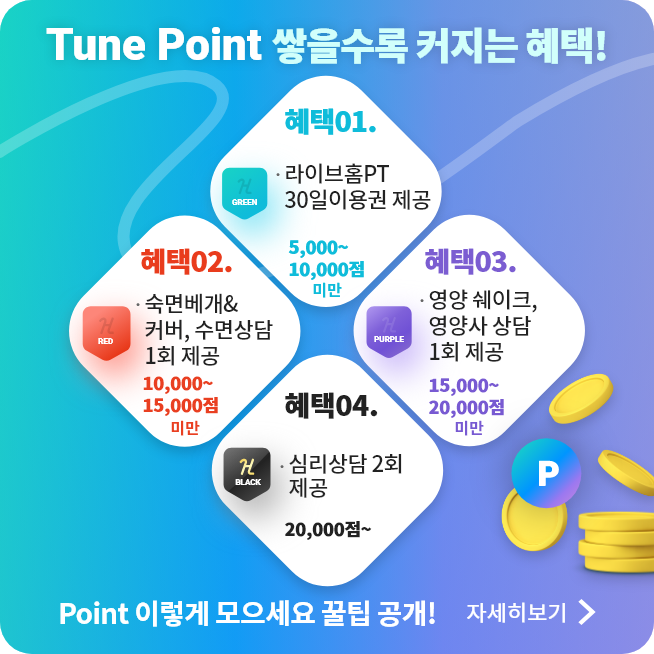 Tune Point 쌓을수록 커지는 혜택!
혜택01.
H
GREEN
· 라이브홈PT
30일이용권 제공
5,000~
10,000점
미만
혜택02.
H
RED
· 숙면베개&
커버, 수면상담
1회 제공
10,000~
15,000점
미만
혜택03.
H
PURPLE
· 영양 쉐이크,
영양사 상담
1회 제공
15,000~
20,000점
미만
혜택04.
H
BLACK
· 심리상담 2회
제공
20,000점~
P
Point 이렇게 모으세요 꿀팁 공개!
자세히보기 >